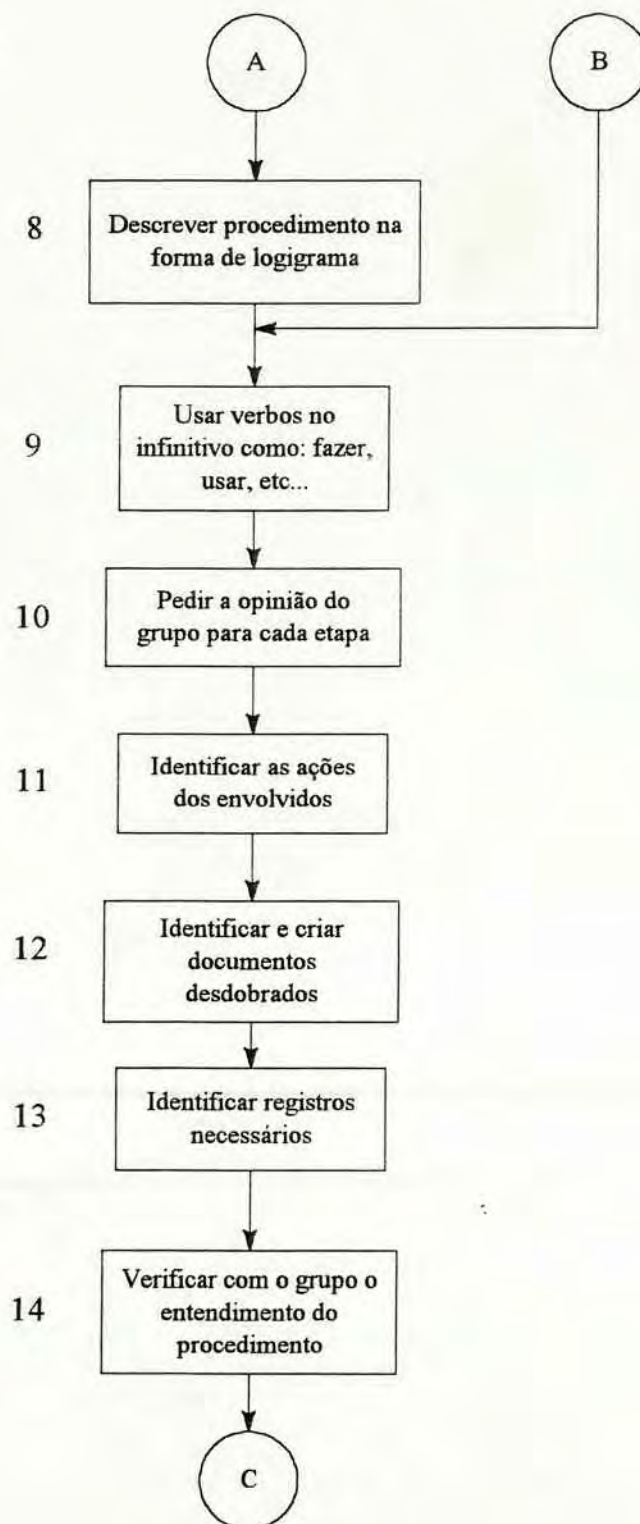 A
B
8
Descrever procedimento na
forma de logigrama
9
Usar verbos no
infinitivo como: fazer,
usar, etc...
10
Pedir a opinião do
grupo para cada etapa
11
Identificar as ações
dos envolvidos
12
Identificar e criar
documentos
desdobrados
13
Identificar registros
necessários
14
Verificar com o grupo o
entendimento do
procedimento
C